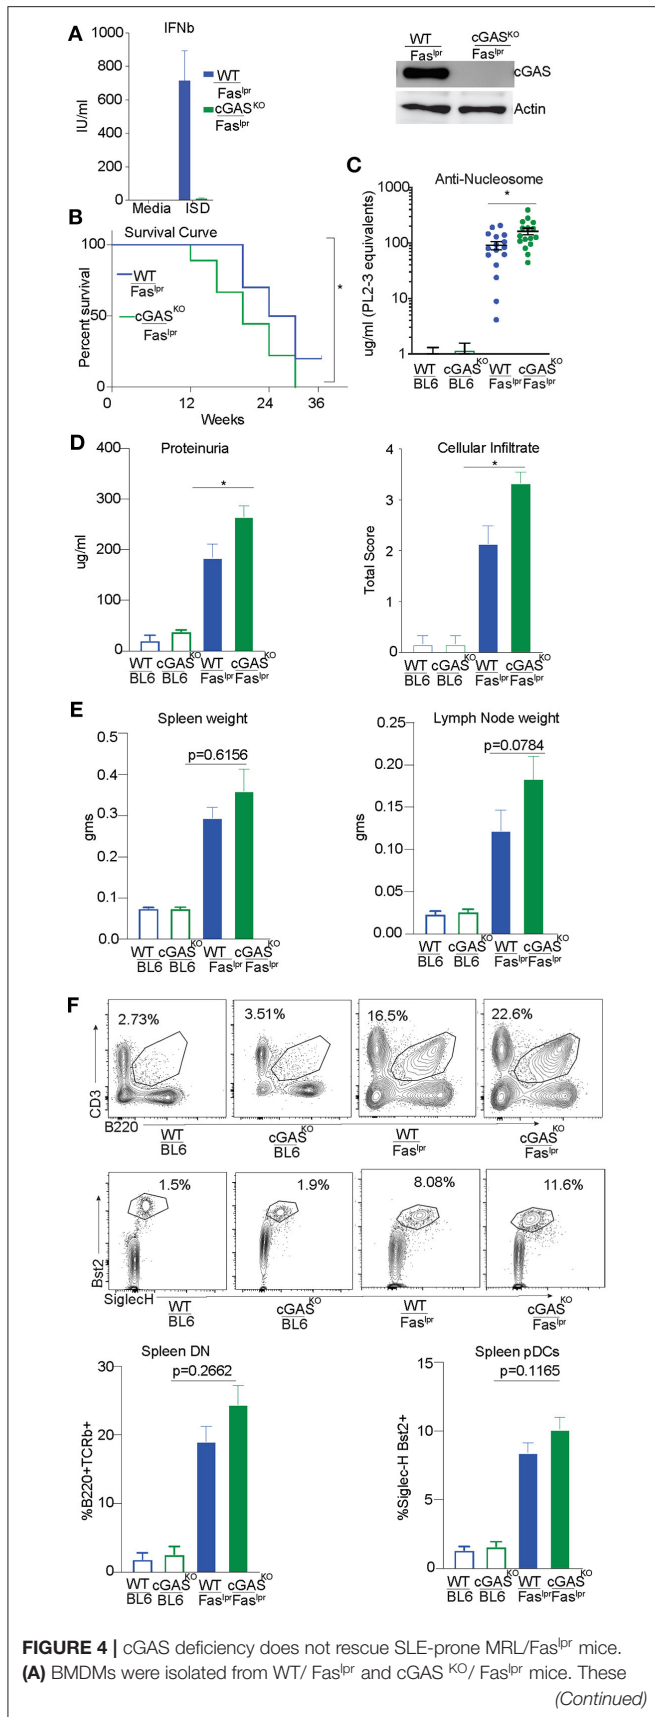 A
IFNb
1000
800
600
400
200
0
IU/ml
Media ISD
WT
Faslpr
cGASKO
Faslpr
WT
Faslpr
cGASKO
Faslpr
cGAS
Actin
B
Survival Curve
100
50
0
Percent survival
WT
Faslpr
cGASKO
Faslpr
*
12 24 36
Weeks
C
Anti-Nucleosome
*
1000
100
10
1
ug/ml (PL2-3 equivalents)
WT cGASKO WT cGASKO
BL6 BL6 Faslpr Faslpr
D
Proteinuria
*
400
300
200
100
0
ug/ml
WT cGASKO WT cGASKO
BL6 BL6 Faslpr Faslpr
Cellular Infiltrate
*
4
3
2
1
0
Total Score
WT cGASKO WT cGASKO
BL6 BL6 Faslpr Faslpr
E
Spleen weight
p=0.6156
0.5
0.4
0.3
0.2
0.1
0.0
gms
WT cGASKO WT cGASKO
BL6 BL6 Faslpr Faslpr
Lymph Node weight
p=0.0784
0.25
0.20
0.15
0.10
0.05
0.00
gms
WT cGASKO WT cGASKO
BL6 BL6 Faslpr Faslpr
F
2.73% 3.51% 16.5% 22.6%
CD3
B220
WT cGASKO WT cGASKO
BL6 BL6 Faslpr Faslpr
1.5% 1.9% 8.08% 11.6%
Bst2
SiglecH
WT cGASKO WT cGASKO
BL6 BL6 Faslpr Faslpr
Spleen DN
p=0.2662
30
20
10
0
%B220+TCRb+
WT cGASKO WT cGASKO
BL6 BL6 Faslpr Faslpr
Spleen pDCs
p=0.1165
15
10
5
0
%Siglec-H Bst2+
WT cGASKO WT cGASKO
BL6 BL6 Faslpr Faslpr
FIGURE 4 | cGAS deficiency does not rescue SLE-prone MRL/Faslpr mice.
(A) BMDMs were isolated from WT/ Faslpr and cGAS KO/ Faslpr mice. These
(Continued)